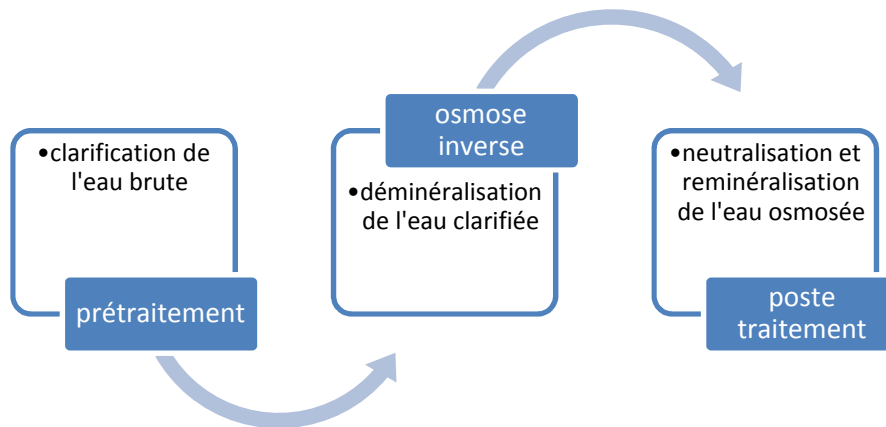 •clarification de
l'eau brute
prétraitement
osmose
inverse
•déminéralisation
de l'eau clarifiée
•neutralisation et
reminéralisation
de l'eau osmosée
poste
traitement